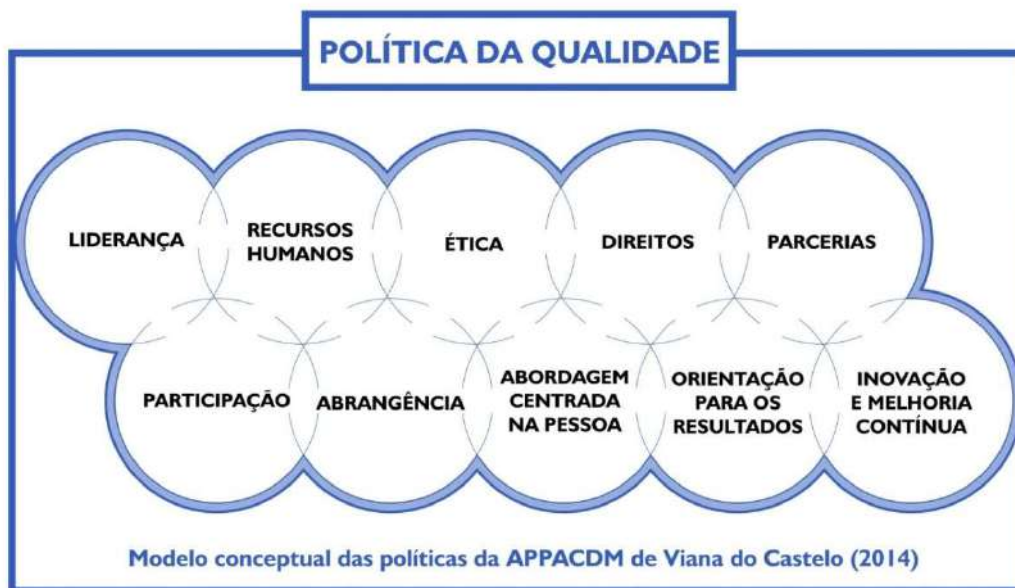 POLÍTICA DA QUALIDADE
LIDERANÇA
RECURSOS
HUMANOS
ÉTICA
DIREITOS
PARCERIAS
PARTICIPAÇÃO
ABRANGÊNCIA
ABORDAGEM
CENTRADA
NA PESSOA
ORIENTAÇÃO
PARA OS
RESULTADOS
INOVAÇÃO
E MELHORIA
CONTÍNUA
Modelo conceptual das políticas da APPACDM de Viana do Castelo (2014)